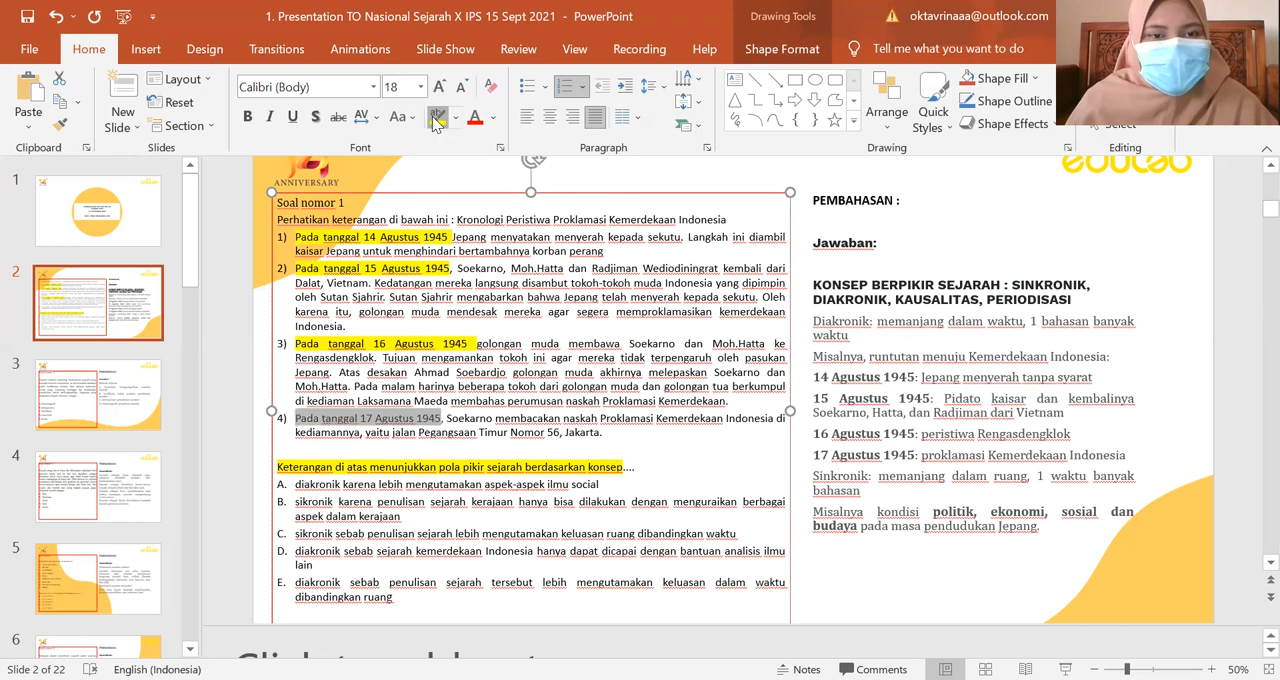 1. Presentation TO Nasional Sejarah X IPS 15 Sept 2021 - PowerPoint
Drawing Tools
oktavrinaaa@outlook.com
File Home Insert Design Transitions Animations Slide Show Review View Recording Help Shape Format Tell me what you want to do
Paste
Clipboard
New Slide
Layout
Reset
Section
Slides
Calibri (Body) 18
Font
Paragraph
Arrange
Quick Styles
Shape Fill
Shape Outline
Shape Effects
Drawing
Select
Editing
1
2
3
4
5
6
ANNIVERSARY
edulab
Soal nomor 1
Perhatikan keterangan di bawah ini : Kronologi Peristiwa Proklamasi Kemerdekaan Indonesia
1) Pada tanggal 14 Agustus 1945 Jepang menyatakan menyerah kepada sekutu. Langkah ini diambil
kaisar Jepang untuk menghindari bertambahnya korban perang
2) Pada tanggal 15 Agustus 1945, Soekarno, Moh.Hatta dan Radjiman Wediodiningrat kembali dari
Dalat, Vietnam. Kedatangan mereka langsung disambut tokoh-tokoh muda Indonesia yang dipimpin
oleh Sutan Sjahrir. Sutan Sjahrir mendapat berita Jepang telah menyerah kepada sekutu. Oleh
karena itu, golongan muda mendesak mereka agar segera memproklamasikan kemerdekaan
Indonesia.
3) Pada tanggal 16 Agustus 1945 golongan muda membawa Soekarno dan Moh.Hatta ke
Rengasdengklok. Tujuan mengamankan tokoh ini agar mereka tidak terpengaruh oleh pasukan
Jepang. Atas desakan Ahmad Soebardjo golongan muda akhirnya melepaskan Soekarno dan
Moh.Hatta. Pada malam harinya beberapa tokoh dari golongan muda dan golongan tua berkumpul
di kediaman Laksamana Maeda membahas perumusan naskah Proklamasi Kemerdekaan.
4) Pada tanggal 17 Agustus 1945, Soekarno membacakan naskah Proklamasi Kemerdekaan Indonesia di
kediamannya, yaitu jalan Pegangsaan Timur Nomor 56, Jakarta.
Keterangan di atas menunjukkan pola pikir sejarah berdasarkan konsep....
diakronik karena lebih mengutamakan aspek-aspek ilmu social
B. sikronik karena penulisan sejarah kerajaan hanya bisa dilakukan dengan menguraikan berbagai
aspek dalam kerajaan
C. sikronik sebab penulisan sejarah lebih mengutamakan keluasan ruang dibandingkan waktu
D. diakronik sebab sejarah kemerdekaan Indonesia hanya dapat dicapai dengan bantuan analisis ilmu
lain
E. diakronik sebab penulisan sejarah tersebut lebih mengutamakan keluasan dalam waktu
dibandingkan ruang
PEMBAHASAN :
Jawaban:
KONSEP BERPIKIR SEJARAH : SINKRONIK,
DIAKRONIK, KAUSALITAS, PERIODISASI
Diakronik: memanjang dalam waktu, 1 bahasan banyak
waktu
Misalnya, runtutan menuju Kemerdekaan Indonesia:
14 Agustus 1945: Jepang menyerah tanpa syarat
15 Agustus 1945: Pidato kaisar dan kembalinya
Soekarno, Hatta, dan Radjiman dari Vietnam
16 Agustus 1945: peristiwa Rengasdengklok
17 Agustus 1945: proklamasi Kemerdekaan Indonesia
Sinkronik: memanjang dalam ruang, 1 waktu banyak
bahasan
Misalnya kondisi politik, ekonomi, sosial dan
budaya pada masa pendudukan Jepang.
Slide 2 of 22 English (Indonesia) Notes Comments 50%